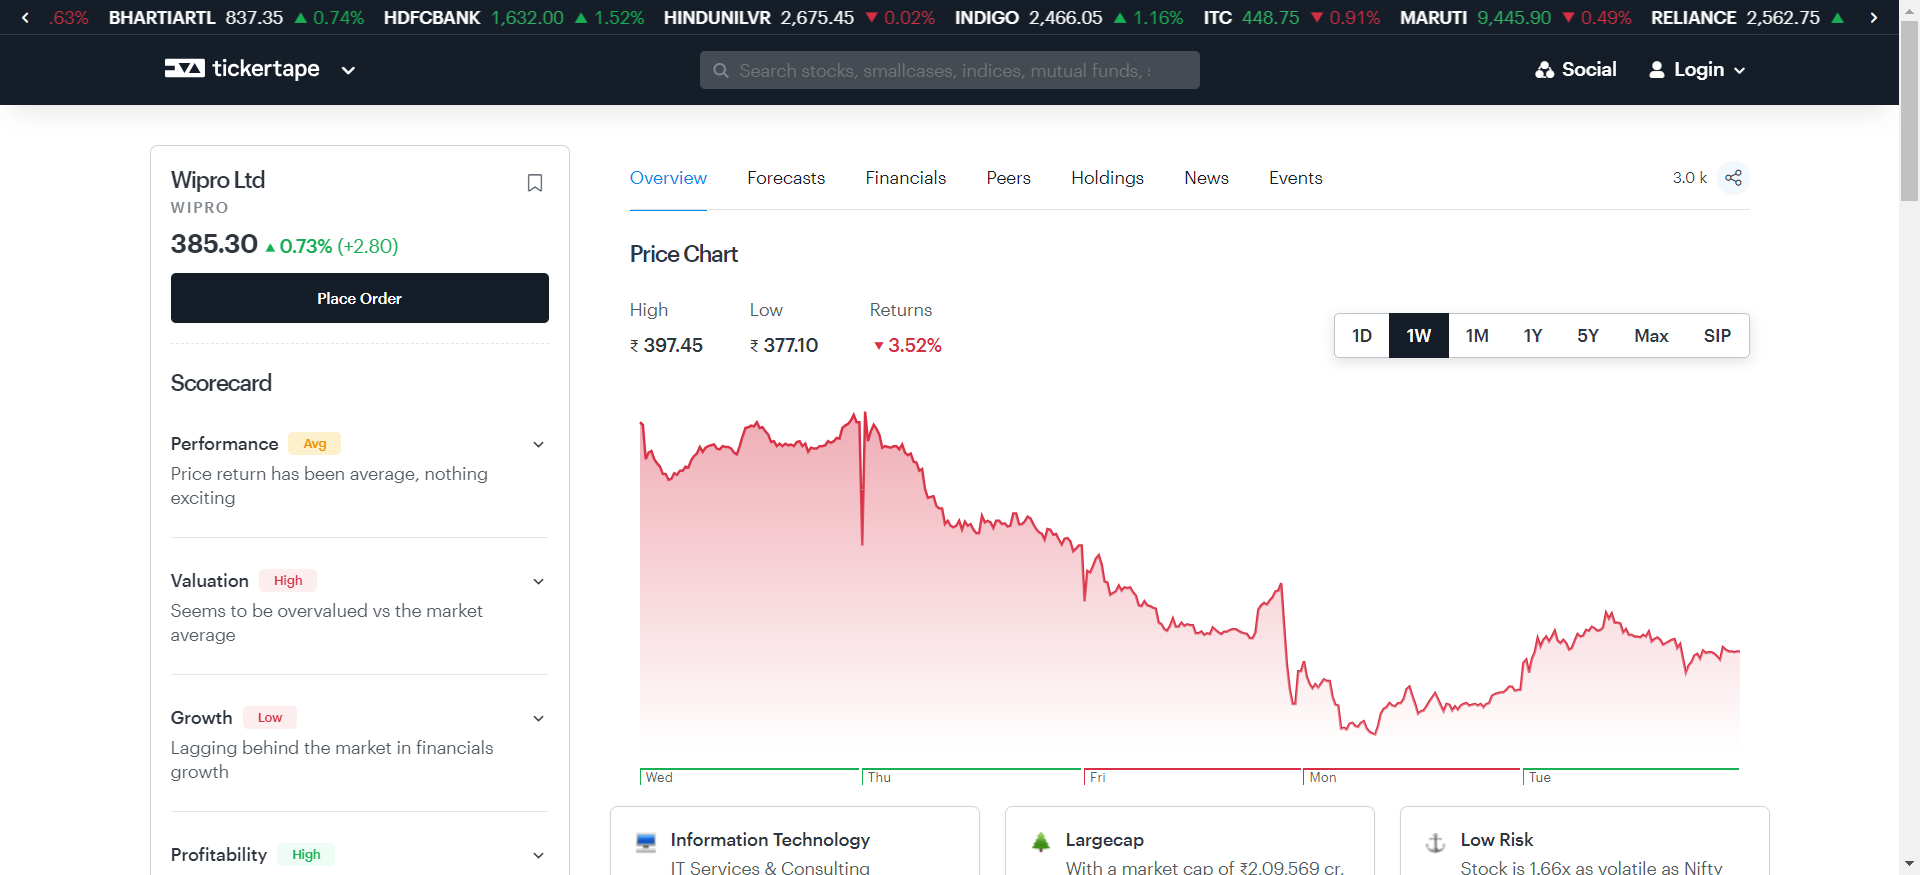 .63% BHARTIARTL 837.35 ▲ 0.74% HDFCBANK 1,632.00 ▲ 1.52% HINDUNILVR 2,675.45 ▼ 0.02% INDIGO 2,466.05 ▲ 1.16% ITC 448.75 ▼ 0.91% MARUTI 9,445.90 ▼ 0.49% RELIANCE 2,562.75 ▲
tickertape
Search stocks, smallcases, indices, mutual funds, :
Social Login
Wipro Ltd
WIPRO
385.30 ▲ 0.73% (+2.80)
Place Order
Scorecard
Performance Avg
Price return has been average, nothing
exciting
Valuation High
Seems to be overvalued vs the market
average
Growth Low
Lagging behind the market in financials
growth
Profitability High
Overview Forecasts Financials Peers Holdings News Events 3.0 k
Price Chart
High Low Returns
₹ 397.45 ₹ 377.10 ▼ 3.52%
1D 1W 1M 1Y 5Y Max SIP
Wed Thu Fri Mon Tue
Information Technology
IT Services & Consulting
Largecap
With a market cap of ₹2,09,569 cr,
Low Risk
Stock is 1.66x as volatile as Nifty